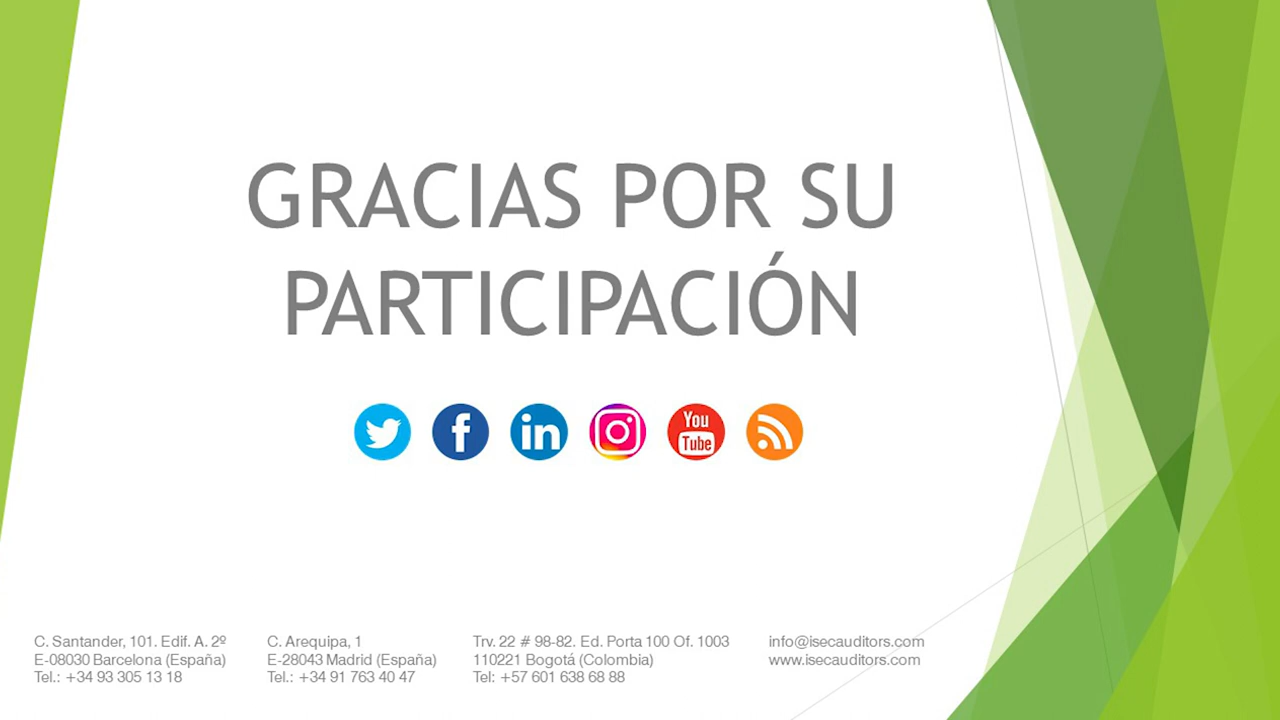 GRACIAS POR SU
PARTICIPACIÓN
You
Tube
C. Santander, 101. Edif. A. 2º
E-08030 Barcelona (España)
Tel.: +34 93 305 13 18
C. Arequipa, 1
E-28043 Madrid (España)
Tel.: +34 91 763 40 47
Trv. 22 # 98-82. Ed. Porta 100 Of. 1003
110221 Bogotá (Colombia)
Tel: +57 601 638 68 88
info@isecauditors.com
www.isecauditors.com